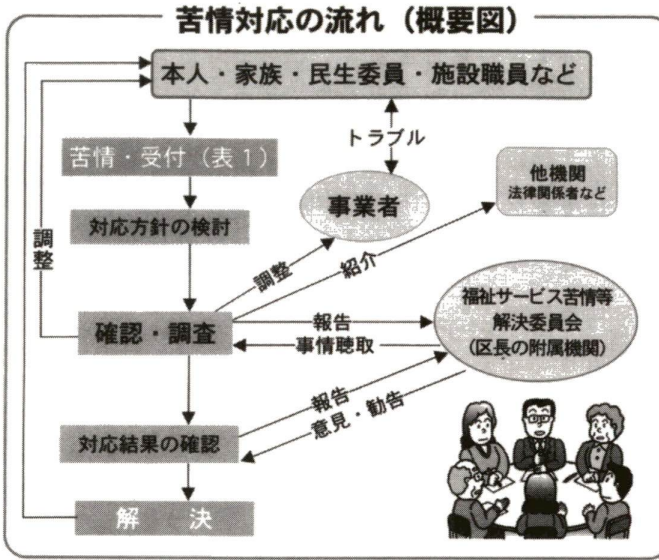 苦情対応の流れ（概要図）
本人・家族・民生委員・施設職員など
トラブル
苦情・受付（表１）
他機関
法律関係者など
事業者
対応方針の検討
調整
調整
紹介
福祉サービス苦情等
解決委員会
（区長の附属機関）
確認・調査
報告
事情聴取
報告
意見・勧告
対応結果の確認
解　決